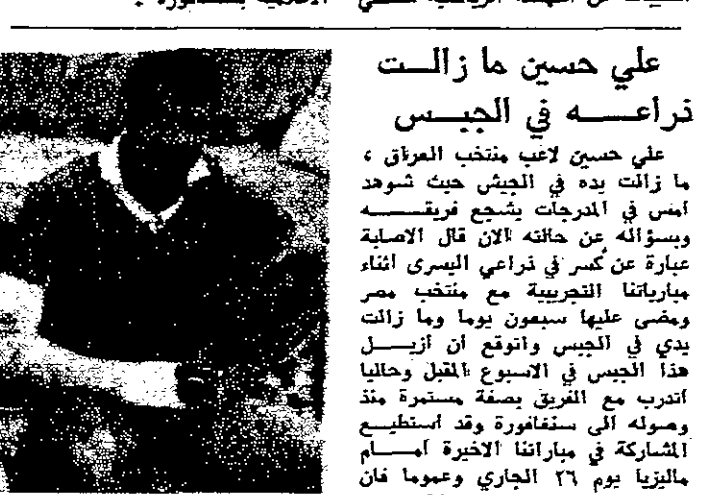 علي حسين ما زالت
ذراعه في الجبس
علي حسين لاعب منتخب العراق ،
ما زالت يده في الجبش حيث شوهد
امس في المدرجات يشجع فريقه
وبسؤاله عن حالته الآن قال الاصابة
عبارة عن كسر في ذراعي اليسرى اثناء
مبارياتنا التجريبية مع منتخب مصر
ومضى عليها سبعون يوما وما زالت
يدي في الجبس واتوقع ان ازيل
هذا الجبس في الاسبوع المقبل وحاليا
اتدرب مع الفريق بصفة مستمرة منذ
وصوله الى سنغافورة وقد استطيع
المشاركة في مباراتنا الاخيرة امام
ماليزيا يوم ٢٦ الجاري وعموما فان